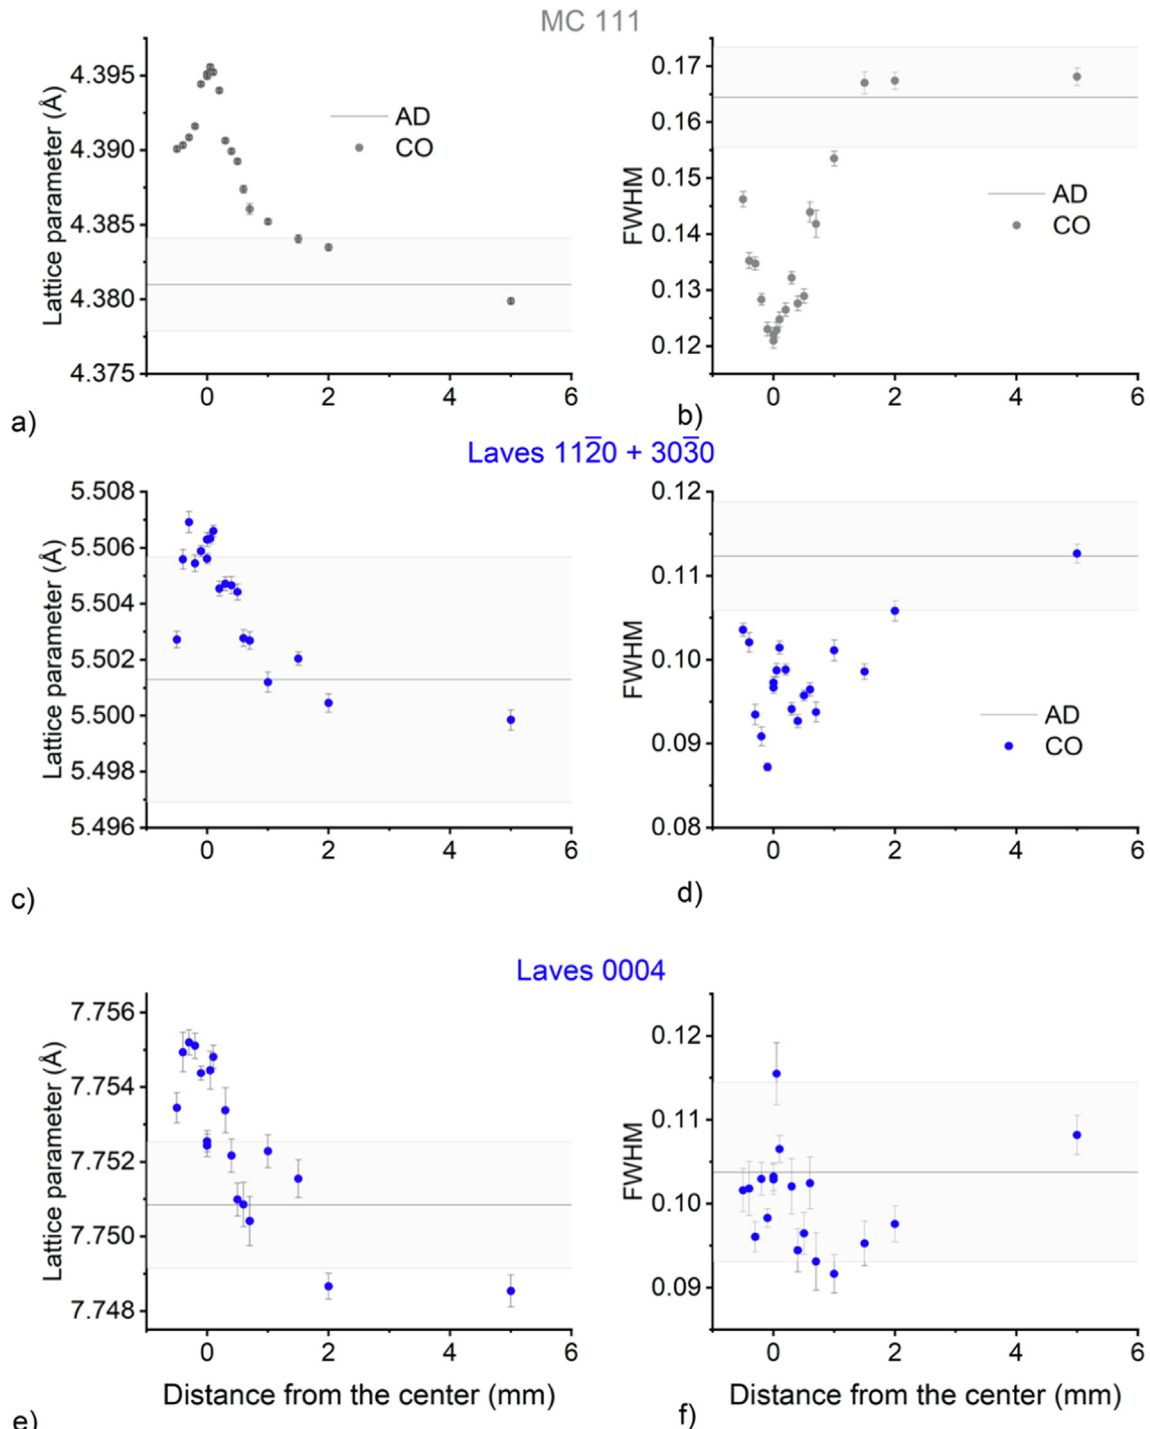 MC 111
Lattice parameter (Å)
4.395
4.390
4.385
4.380
4.375
AD
CO
0 2 4 6
a)
FWHM
0.17
0.16
0.15
0.14
0.13
0.12
AD
CO
0 2 4 6
b)
Laves 112̅0 + 303̅0
Lattice parameter (Å)
5.508
5.506
5.504
5.502
5.500
5.498
5.496
0 2 4 6
c)
FWHM
0.12
0.11
0.10
0.09
0.08
AD
CO
0 2 4 6
d)
Laves 0004
Lattice parameter (Å)
7.756
7.754
7.752
7.750
7.748
0 2 4 6
Distance from the center (mm)
e)
FWHM
0.12
0.11
0.10
0.09
0 2 4 6
Distance from the center (mm)
f)